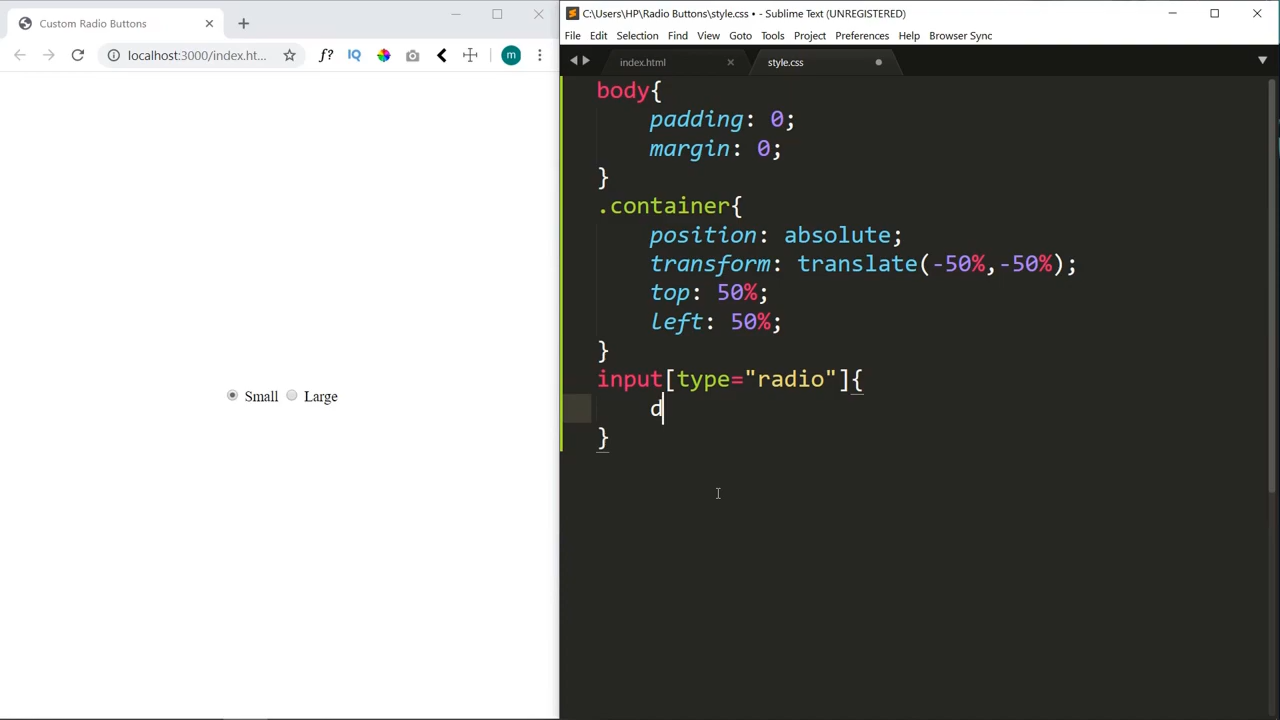 Custom Radio Buttons
localhost:3000/index.ht...
f?
IQ
m
Small
Large
C:\Users\HP\Radio Buttons\style.css • - Sublime Text (UNREGISTERED)
File Edit Selection Find View Goto Tools Project Preferences Help Browser Sync
index.html
style.css
body{
padding: 0;
margin: 0;
}
.container{
position: absolute;
transform: translate(-50%,-50%);
top: 50%;
left: 50%;
}
input[type="radio"]{
d
}